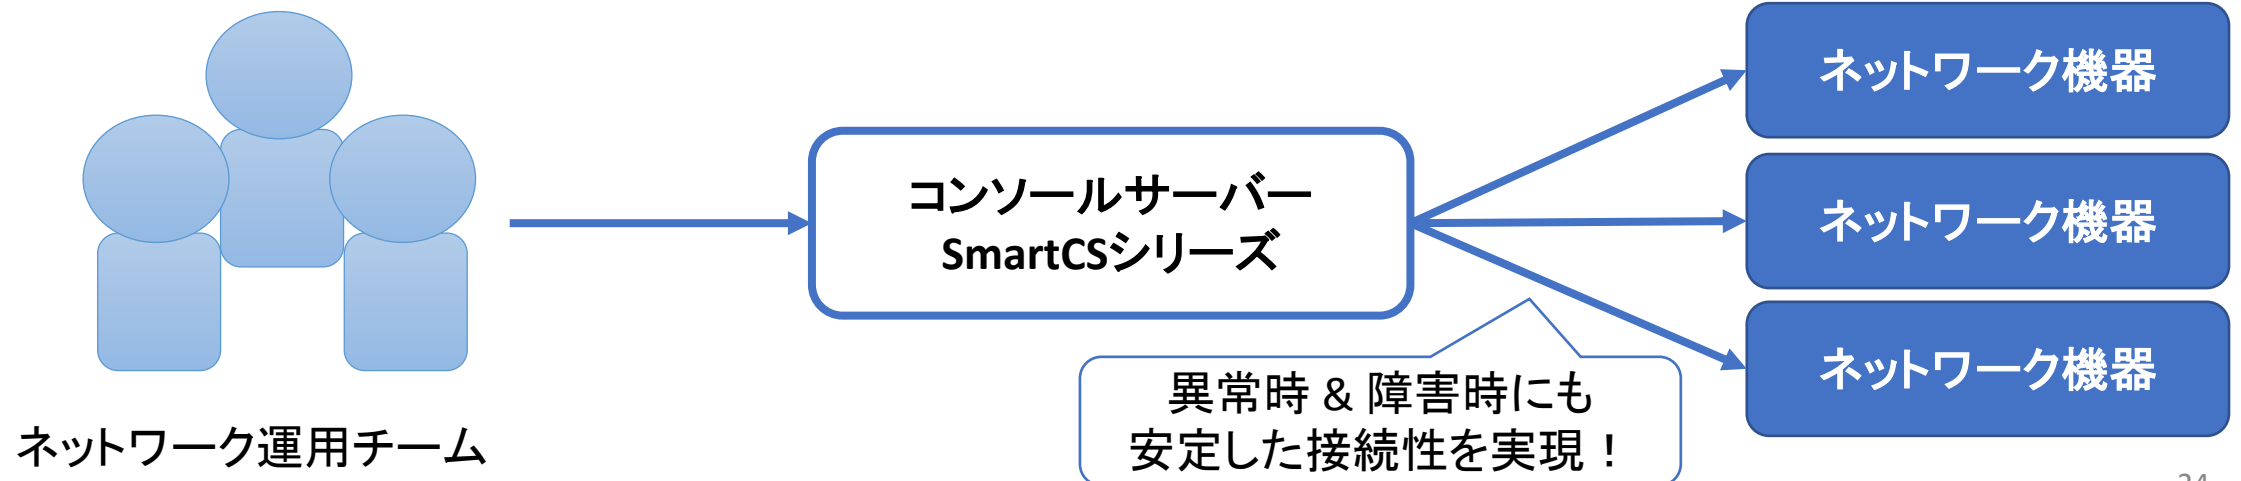 ネットワーク運用チーム
コンソールサーバー
SmartCSシリーズ
異常時 & 障害時にも
安定した接続性を実現！
ネットワーク機器
ネットワーク機器
ネットワーク機器